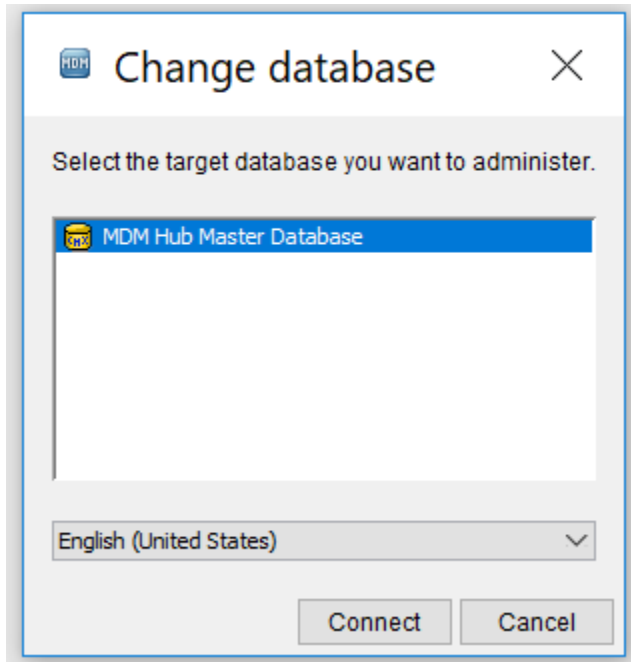 MDM
Change database
Select the target database you want to administer.
CMX
MDM Hub Master Database
English (United States)
Connect
Cancel